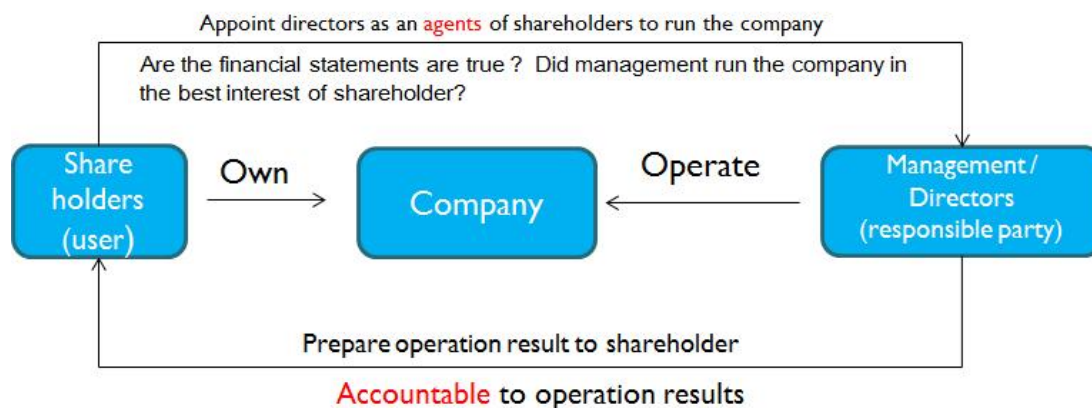 Appoint directors as an agents of shareholders to run the company
Are the financial statements are true ? Did management run the company in
the best interest of shareholder?
Share
holders
(user)
Own
Company
Operate
Management /
Directors
(responsible party)
Prepare operation result to shareholder
Accountable to operation results